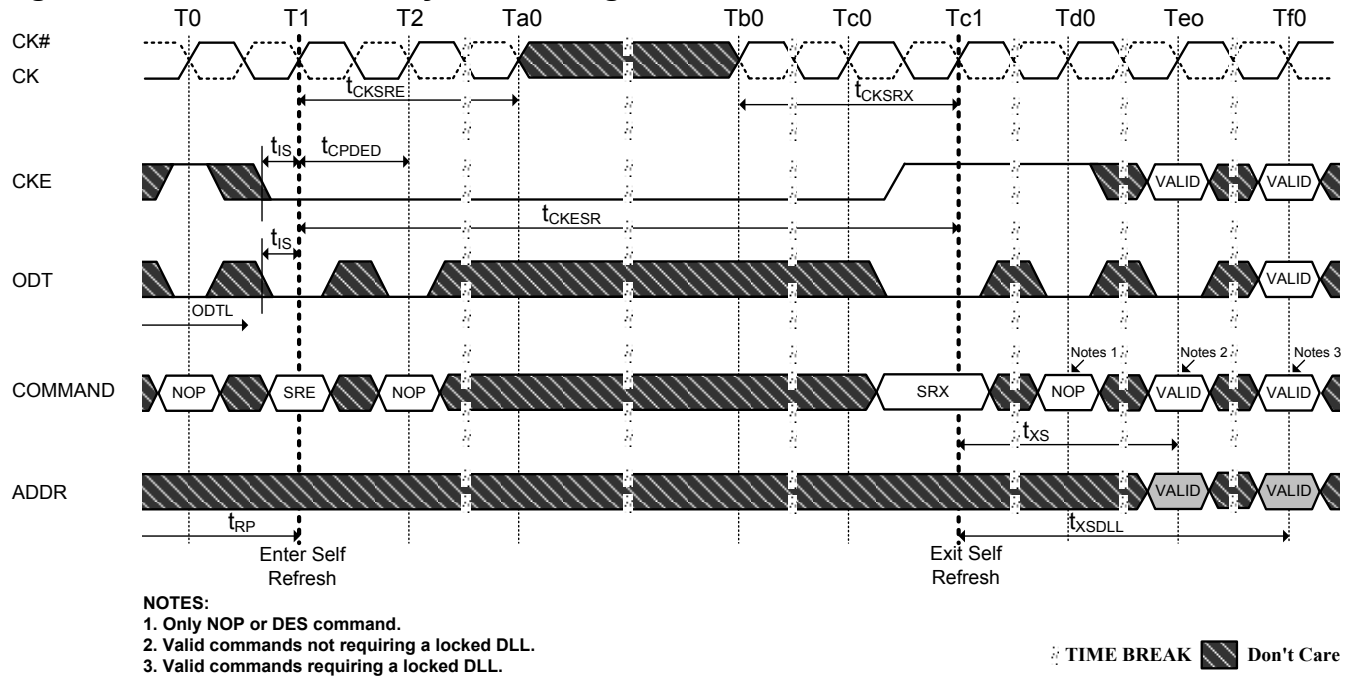 T0 T1 T2 Ta0 Tb0 Tc0 Tc1 Td0 Teo Tf0
CK#
CK
tCKSRE tCKSRX
tIS tCPDED
CKE VALID VALID
tCKESR
tIS
ODT VALID
ODTL
Notes 1 Notes 2 Notes 3
COMMAND NOP SRE NOP SRX NOP VALID VALID
tXS
ADDR VALID VALID
tRP tXSDLL
Enter Self Exit Self
Refresh Refresh
NOTES:
1. Only NOP or DES command.
2. Valid commands not requiring a locked DLL.
3. Valid commands requiring a locked DLL.
TIME BREAK Don't Care